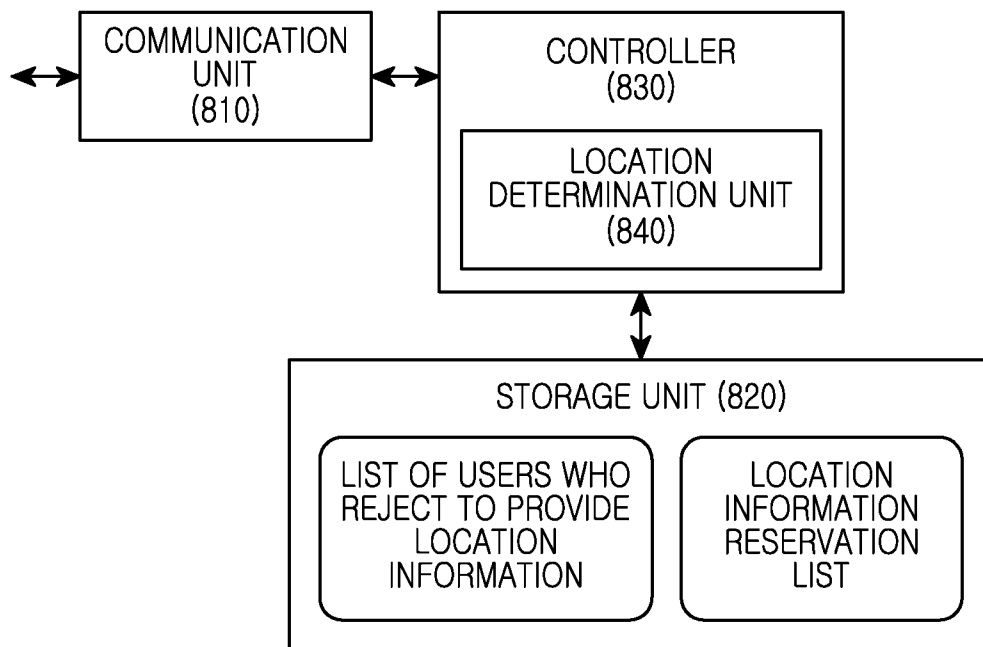 COMMUNICATION
UNIT
(810)
CONTROLLER
(830)
LOCATION
DETERMINATION UNIT
(840)
STORAGE UNIT (820)
LIST OF USERS WHO
REJECT TO PROVIDE
LOCATION
INFORMATION
LOCATION
INFORMATION
RESERVATION
LIST